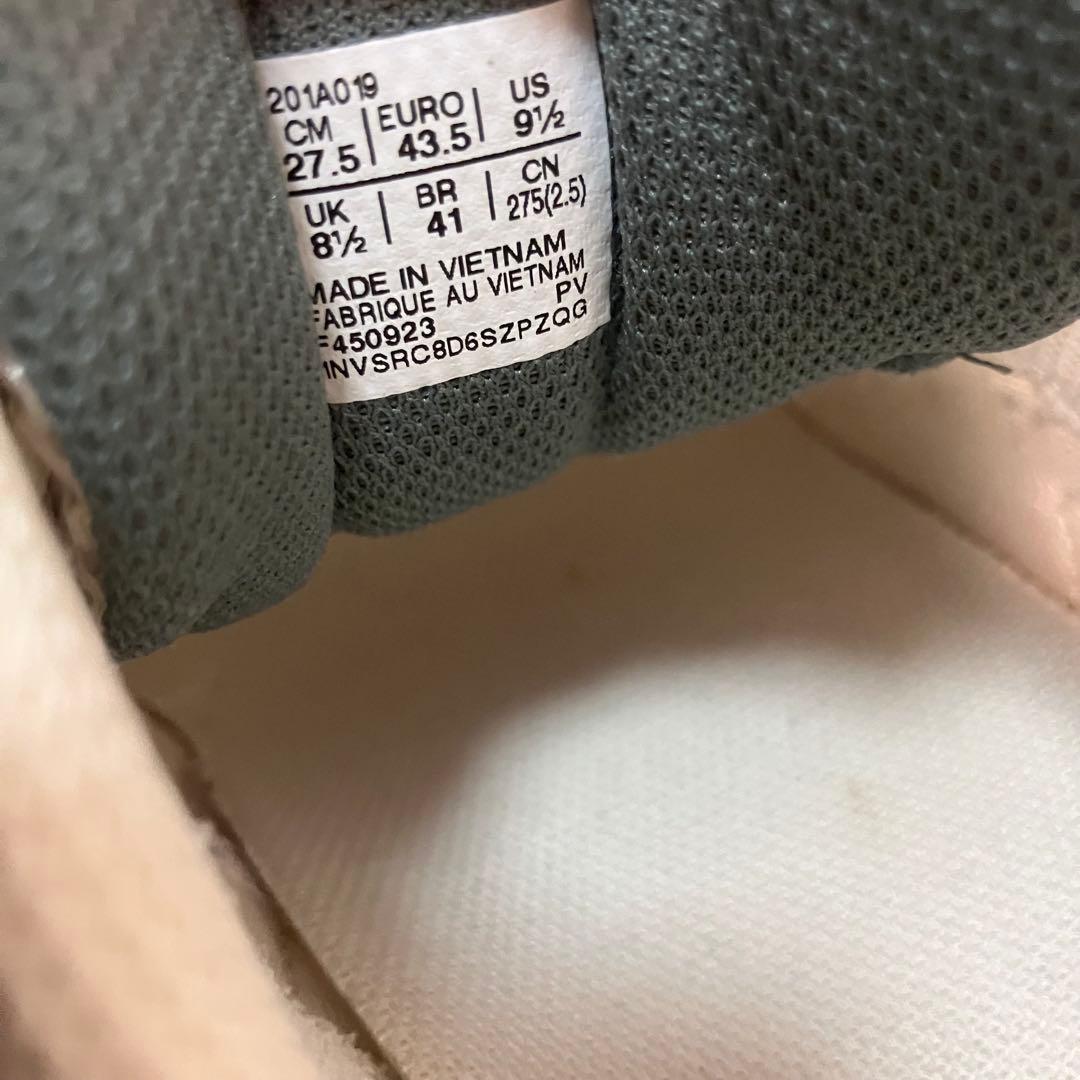 201A019
CM | EURO | US
27.5 | 43.5 | 9½
UK | BR | CN
8½ | 41 | 275(2.5)
MADE IN VIETNAM
FABRIQUE AU VIETNAM
F450923 PV
1NVSRC8D6SZPZQG